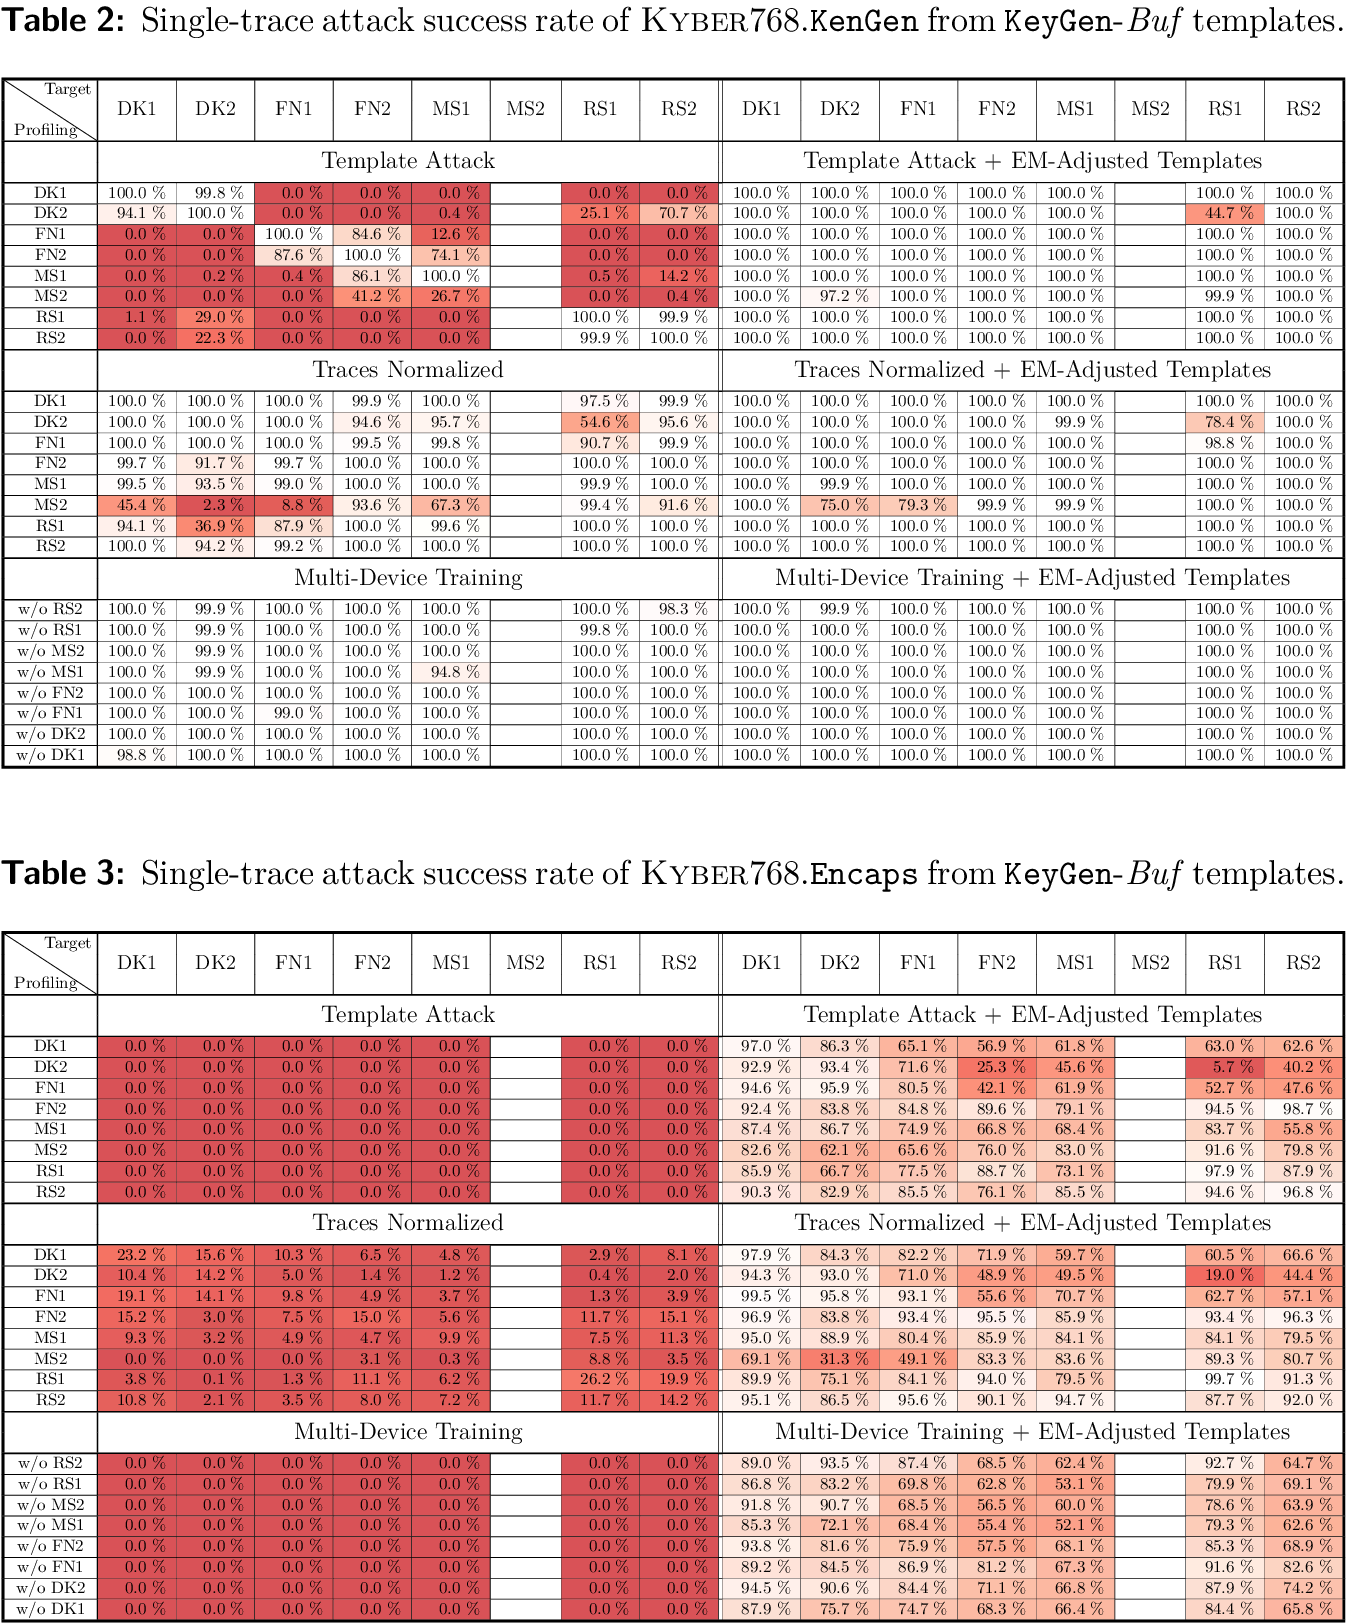 Table 2: Single-trace attack success rate of KYBER768.KenGen from KeyGen-Buf templates.
Target
Profiling
DK1 DK2 FN1 FN2 MS1 MS2 RS1 RS2 DK1 DK2 FN1 FN2 MS1 MS2 RS1 RS2
Template Attack Template Attack + EM-Adjusted Templates
DK1 100.0 % 99.8 % 0.0 % 0.0 % 0.0 % 0.0 % 0.0 % 100.0 % 100.0 % 100.0 % 100.0 % 100.0 % 100.0 % 100.0 %
DK2 94.1 % 100.0 % 0.0 % 0.0 % 0.4 % 25.1 % 70.7 % 100.0 % 100.0 % 100.0 % 100.0 % 100.0 % 44.7 % 100.0 %
FN1 0.0 % 0.0 % 100.0 % 84.6 % 12.6 % 0.0 % 0.0 % 100.0 % 100.0 % 100.0 % 100.0 % 100.0 % 100.0 % 100.0 %
FN2 0.0 % 0.0 % 87.6 % 100.0 % 74.1 % 0.0 % 0.0 % 100.0 % 100.0 % 100.0 % 100.0 % 100.0 % 100.0 % 100.0 %
MS1 0.0 % 0.2 % 0.4 % 86.1 % 100.0 % 0.5 % 14.2 % 100.0 % 100.0 % 100.0 % 100.0 % 100.0 % 100.0 % 100.0 %
MS2 0.0 % 0.0 % 0.0 % 41.2 % 26.7 % 0.0 % 0.4 % 100.0 % 97.2 % 100.0 % 100.0 % 100.0 % 99.9 % 100.0 %
RS1 1.1 % 29.0 % 0.0 % 0.0 % 0.0 % 100.0 % 99.9 % 100.0 % 100.0 % 100.0 % 100.0 % 100.0 % 100.0 % 100.0 %
RS2 0.0 % 22.3 % 0.0 % 0.0 % 0.0 % 99.9 % 100.0 % 100.0 % 100.0 % 100.0 % 100.0 % 100.0 % 100.0 % 100.0 %
Traces Normalized Traces Normalized + EM-Adjusted Templates
DK1 100.0 % 100.0 % 100.0 % 99.9 % 100.0 % 97.5 % 99.9 % 100.0 % 100.0 % 100.0 % 100.0 % 100.0 % 100.0 % 100.0 %
DK2 100.0 % 100.0 % 100.0 % 94.6 % 95.7 % 54.6 % 95.6 % 100.0 % 100.0 % 100.0 % 100.0 % 99.9 % 78.4 % 100.0 %
FN1 100.0 % 100.0 % 100.0 % 99.5 % 99.8 % 90.7 % 99.9 % 100.0 % 100.0 % 100.0 % 100.0 % 100.0 % 98.8 % 100.0 %
FN2 99.7 % 91.7 % 99.7 % 100.0 % 100.0 % 100.0 % 100.0 % 100.0 % 100.0 % 100.0 % 100.0 % 100.0 % 100.0 % 100.0 %
MS1 99.5 % 93.5 % 99.0 % 100.0 % 100.0 % 99.9 % 100.0 % 100.0 % 99.9 % 100.0 % 100.0 % 100.0 % 100.0 % 100.0 %
MS2 45.4 % 2.3 % 8.8 % 93.6 % 67.3 % 99.4 % 91.6 % 100.0 % 75.0 % 79.3 % 99.9 % 99.9 % 100.0 % 100.0 %
RS1 94.1 % 36.9 % 87.9 % 100.0 % 99.6 % 100.0 % 100.0 % 100.0 % 100.0 % 100.0 % 100.0 % 100.0 % 100.0 % 100.0 %
RS2 100.0 % 94.2 % 99.2 % 100.0 % 100.0 % 100.0 % 100.0 % 100.0 % 100.0 % 100.0 % 100.0 % 100.0 % 100.0 % 100.0 %
Multi-Device Training Multi-Device Training + EM-Adjusted Templates
w/o RS2 100.0 % 99.9 % 100.0 % 100.0 % 100.0 % 100.0 % 98.3 % 100.0 % 99.9 % 100.0 % 100.0 % 100.0 % 100.0 % 100.0 %
w/o RS1 100.0 % 99.9 % 100.0 % 100.0 % 100.0 % 99.8 % 100.0 % 100.0 % 100.0 % 100.0 % 100.0 % 100.0 % 100.0 % 100.0 %
w/o MS2 100.0 % 99.9 % 100.0 % 100.0 % 100.0 % 100.0 % 100.0 % 100.0 % 100.0 % 100.0 % 100.0 % 100.0 % 100.0 % 100.0 %
w/o MS1 100.0 % 99.9 % 100.0 % 100.0 % 94.8 % 100.0 % 100.0 % 100.0 % 100.0 % 100.0 % 100.0 % 100.0 % 100.0 % 100.0 %
w/o FN2 100.0 % 100.0 % 100.0 % 100.0 % 100.0 % 100.0 % 100.0 % 100.0 % 100.0 % 100.0 % 100.0 % 100.0 % 100.0 % 100.0 %
w/o FN1 100.0 % 100.0 % 99.0 % 100.0 % 100.0 % 100.0 % 100.0 % 100.0 % 100.0 % 100.0 % 100.0 % 100.0 % 100.0 % 100.0 %
w/o DK2 100.0 % 100.0 % 100.0 % 100.0 % 100.0 % 100.0 % 100.0 % 100.0 % 100.0 % 100.0 % 100.0 % 100.0 % 100.0 % 100.0 %
w/o DK1 98.8 % 100.0 % 100.0 % 100.0 % 100.0 % 100.0 % 100.0 % 100.0 % 100.0 % 100.0 % 100.0 % 100.0 % 100.0 % 100.0 %
Table 3: Single-trace attack success rate of KYBER768.Encaps from KeyGen-Buf templates.
Target
Profiling
DK1 DK2 FN1 FN2 MS1 MS2 RS1 RS2 DK1 DK2 FN1 FN2 MS1 MS2 RS1 RS2
Template Attack Template Attack + EM-Adjusted Templates
DK1 0.0 % 0.0 % 0.0 % 0.0 % 0.0 % 0.0 % 0.0 % 97.0 % 86.3 % 65.1 % 56.9 % 61.8 % 63.0 % 62.6 %
DK2 0.0 % 0.0 % 0.0 % 0.0 % 0.0 % 0.0 % 0.0 % 92.9 % 93.4 % 71.6 % 25.3 % 45.6 % 5.7 % 40.2 %
FN1 0.0 % 0.0 % 0.0 % 0.0 % 0.0 % 0.0 % 0.0 % 94.6 % 95.9 % 80.5 % 42.1 % 61.9 % 52.7 % 47.6 %
FN2 0.0 % 0.0 % 0.0 % 0.0 % 0.0 % 0.0 % 0.0 % 92.4 % 83.8 % 84.8 % 89.6 % 79.1 % 94.5 % 98.7 %
MS1 0.0 % 0.0 % 0.0 % 0.0 % 0.0 % 0.0 % 0.0 % 87.4 % 86.7 % 74.9 % 66.8 % 68.4 % 83.7 % 55.8 %
MS2 0.0 % 0.0 % 0.0 % 0.0 % 0.0 % 0.0 % 0.0 % 82.6 % 62.1 % 65.6 % 76.0 % 83.0 % 91.6 % 79.8 %
RS1 0.0 % 0.0 % 0.0 % 0.0 % 0.0 % 0.0 % 0.0 % 85.9 % 66.7 % 77.5 % 88.7 % 73.1 % 97.9 % 87.9 %
RS2 0.0 % 0.0 % 0.0 % 0.0 % 0.0 % 0.0 % 0.0 % 90.3 % 82.9 % 85.5 % 76.1 % 85.5 % 94.6 % 96.8 %
Traces Normalized Traces Normalized + EM-Adjusted Templates
DK1 23.2 % 15.6 % 10.3 % 6.5 % 4.8 % 2.9 % 8.1 % 97.9 % 84.3 % 82.2 % 71.9 % 59.7 % 60.5 % 66.6 %
DK2 10.4 % 14.2 % 5.0 % 1.4 % 1.2 % 0.4 % 2.0 % 94.3 % 93.0 % 71.0 % 48.9 % 49.5 % 19.0 % 44.4 %
FN1 19.1 % 14.1 % 9.8 % 4.9 % 3.7 % 1.3 % 3.9 % 99.5 % 95.8 % 93.1 % 55.6 % 70.7 % 62.7 % 57.1 %
FN2 15.2 % 3.0 % 7.5 % 15.0 % 5.6 % 11.7 % 15.1 % 96.9 % 83.8 % 93.4 % 95.5 % 85.9 % 93.4 % 96.3 %
MS1 9.3 % 3.2 % 4.9 % 4.7 % 9.9 % 7.5 % 11.3 % 95.0 % 88.9 % 80.4 % 85.9 % 84.1 % 84.1 % 79.5 %
MS2 0.0 % 0.0 % 0.0 % 3.1 % 0.3 % 8.8 % 3.5 % 69.1 % 31.3 % 49.1 % 83.3 % 83.6 % 89.3 % 80.7 %
RS1 3.8 % 0.1 % 1.3 % 11.1 % 6.2 % 26.2 % 19.9 % 89.9 % 75.1 % 84.1 % 94.0 % 79.5 % 99.7 % 91.3 %
RS2 10.8 % 2.1 % 3.5 % 8.0 % 7.2 % 11.7 % 14.2 % 95.1 % 86.5 % 95.6 % 90.1 % 94.7 % 87.7 % 92.0 %
Multi-Device Training Multi-Device Training + EM-Adjusted Templates
w/o RS2 0.0 % 0.0 % 0.0 % 0.0 % 0.0 % 0.0 % 0.0 % 89.0 % 93.5 % 87.4 % 68.5 % 62.4 % 92.7 % 64.7 %
w/o RS1 0.0 % 0.0 % 0.0 % 0.0 % 0.0 % 0.0 % 0.0 % 86.8 % 83.2 % 69.8 % 62.8 % 53.1 % 79.9 % 69.1 %
w/o MS2 0.0 % 0.0 % 0.0 % 0.0 % 0.0 % 0.0 % 0.0 % 91.8 % 90.7 % 68.5 % 56.5 % 60.0 % 78.6 % 63.9 %
w/o MS1 0.0 % 0.0 % 0.0 % 0.0 % 0.0 % 0.0 % 0.0 % 85.3 % 72.1 % 68.4 % 55.4 % 52.1 % 79.3 % 62.6 %
w/o FN2 0.0 % 0.0 % 0.0 % 0.0 % 0.0 % 0.0 % 0.0 % 93.8 % 81.6 % 75.9 % 57.5 % 68.1 % 85.3 % 68.9 %
w/o FN1 0.0 % 0.0 % 0.0 % 0.0 % 0.0 % 0.0 % 0.0 % 89.2 % 84.5 % 86.9 % 81.2 % 67.3 % 91.6 % 82.6 %
w/o DK2 0.0 % 0.0 % 0.0 % 0.0 % 0.0 % 0.0 % 0.0 % 94.5 % 90.6 % 84.4 % 71.1 % 66.8 % 87.9 % 74.2 %
w/o DK1 0.0 % 0.0 % 0.0 % 0.0 % 0.0 % 0.0 % 0.0 % 87.9 % 75.7 % 74.7 % 68.3 % 66.4 % 84.4 % 65.8 %